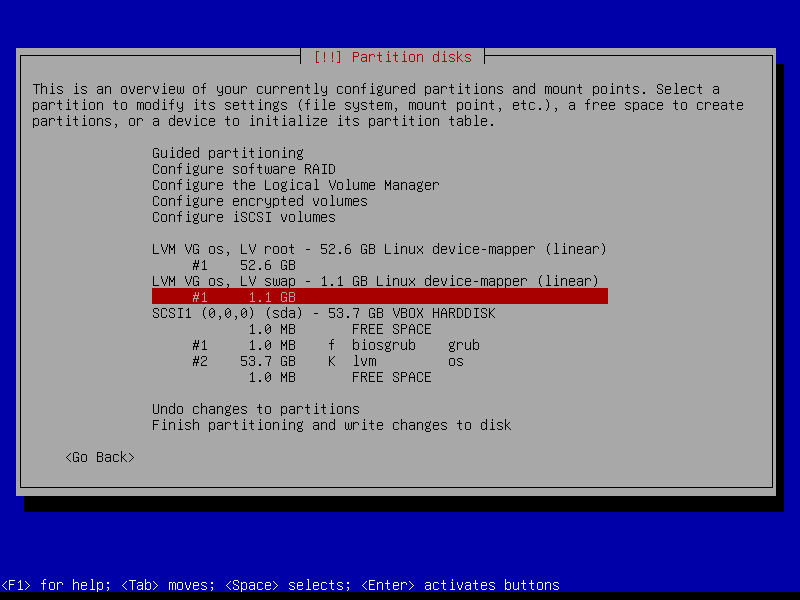 [!!] Partition disks
This is an overview of your currently configured partitions and mount points. Select a
partition to modify its settings (file system, mount point, etc.), a free space to create
partitions, or a device to initialize its partition table.
Guided partitioning
Configure software RAID
Configure the Logical Volume Manager
Configure encrypted volumes
Configure iSCSI volumes
LVM VG os, LV root - 52.6 GB Linux device-mapper (linear)
#1 52.6 GB
LVM VG os, LV swap - 1.1 GB Linux device-mapper (linear)
#1 1.1 GB
SCSI1 (0,0,0) (sda) - 53.7 GB VBOX HARDDISK
1.0 MB FREE SPACE
#1 1.0 MB f biosgrub grub
#2 53.7 GB K lvm os
1.0 MB FREE SPACE
Undo changes to partitions
Finish partitioning and write changes to disk
<Go Back>
<F1> for help; <Tab> moves; <Space> selects; <Enter> activates buttons